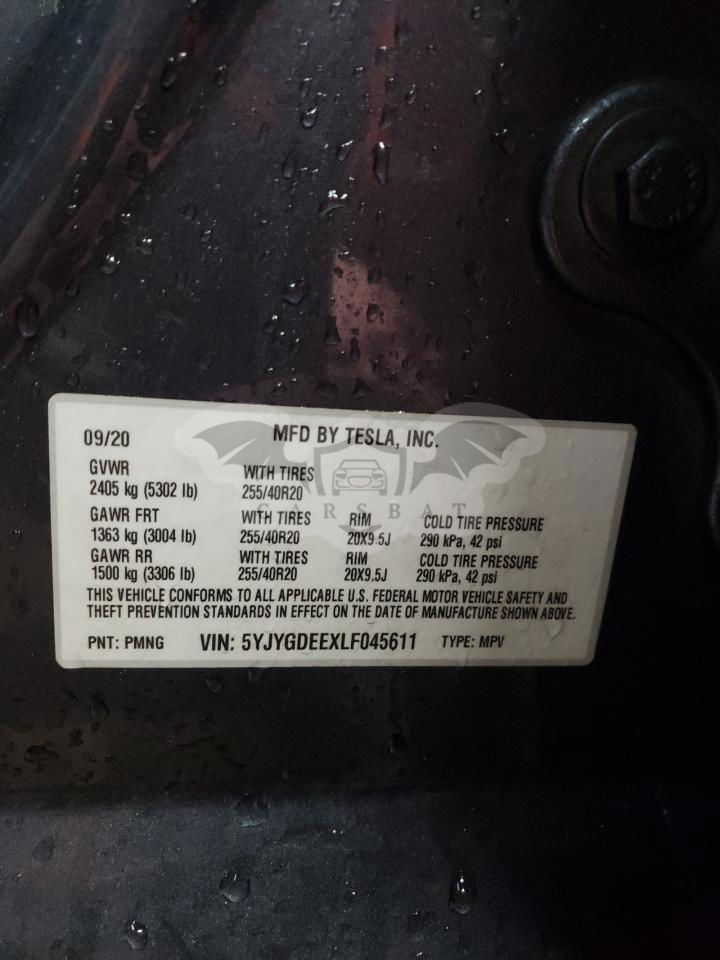 09/20 MFD BY TESLA, INC.
GVWR WITH TIRES
2405 kg (5302 lb) 255/40R20
CARSBAT
GAWR FRT WITH TIRES RIM COLD TIRE PRESSURE
1363 kg (3004 lb) 255/40R20 20X9.5J 290 kPa, 42 psi
GAWR RR WITH TIRES RIM COLD TIRE PRESSURE
1500 kg (3306 lb) 255/40R20 20X9.5J 290 kPa, 42 psi
THIS VEHICLE CONFORMS TO ALL APPLICABLE U.S. FEDERAL MOTOR VEHICLE SAFETY AND
THEFT PREVENTION STANDARDS IN EFFECT ON THE DATE OF MANUFACTURE SHOWN ABOVE.
PNT: PMNG VIN: 5YJYGDEEXLF045611 TYPE: MPV